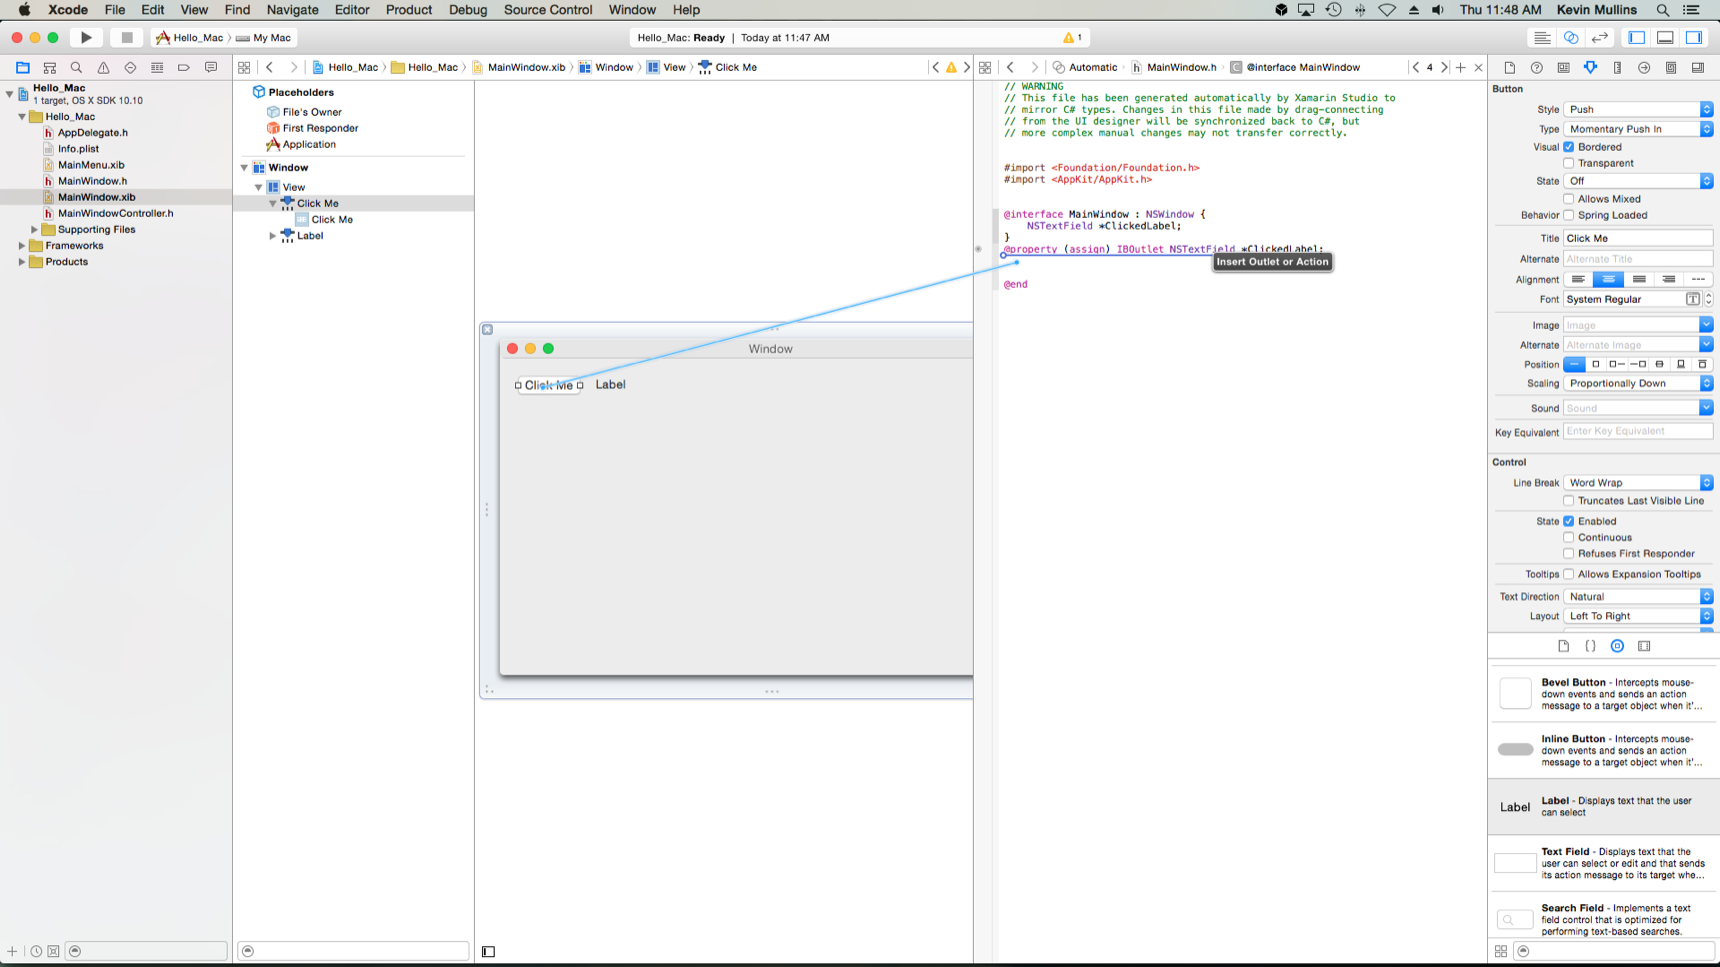 Xcode File Edit View Find Navigate Editor Product Debug Source Control Window Help
Thu 11:48 AM Kevin Mullins
Hello_Mac My Mac
Hello_Mac: Ready | Today at 11:47 AM
1
Hello_Mac
1 target, OS X SDK 10.10
Hello_Mac
AppDelegate.h
Info.plist
MainMenu.xib
MainWindow.h
MainWindow.xib
MainWindowController.h
Supporting Files
Frameworks
Products
Hello_Mac Hello_Mac MainWindow.xib Window View Click Me
Placeholders
File's Owner
First Responder
Application
Window
View
Click Me
Click Me
Label
Window
Click Me
Label
Automatic MainWindow.h @interface MainWindow
4
// WARNING
// This file has been generated automatically by Xamarin Studio to
// mirror C# types. Changes in this file made by drag-connecting
// from the UI designer will be synchronized back to C#, but
// more complex manual changes may not transfer correctly.
#import <Foundation/Foundation.h>
#import <AppKit/AppKit.h>
@interface MainWindow : NSWindow {
NSTextField *ClickedLabel;
}
@property (assign) IBOutlet NSTextField *ClickedLabel;
Insert Outlet or Action
@end
Button
Style Push
Type Momentary Push In
Visual Bordered
Transparent
State Off
Allows Mixed
Behavior Spring Loaded
Title Click Me
Alternate Alternate Title
Alignment
Font System Regular
Image Image
Alternate Alternate Image
Position
Scaling Proportionally Down
Sound Sound
Key Equivalent Enter Key Equivalent
Control
Line Break Word Wrap
Truncates Last Visible Line
State Enabled
Continuous
Refuses First Responder
Tooltips Allows Expansion Tooltips
Text Direction Natural
Layout Left To Right
Bevel Button - Intercepts mouse-
down events and sends an action
message to a target object when it'...
Inline Button - Intercepts mouse-
down events and sends an action
message to a target object when it'...
Label
Label - Displays text that the user
can select
Text Field - Displays text that the
user can select or edit and that sends
its action message to its target whe...
Search Field - Implements a text
field control that is optimized for
performing text-based searches.